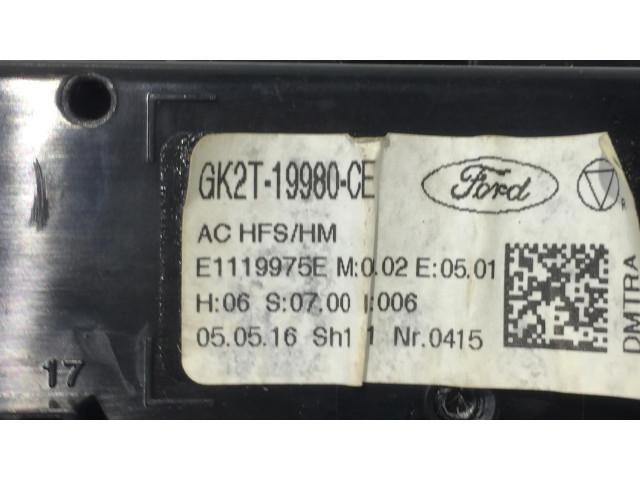 GK2T-19980-CE
Ford
R
AC HFS/HM
E1119975E M:0.02 E:05.01
H:06 S:07.00 I:006
05.05.16 Sh1 1 Nr.0415
DMITRA
17